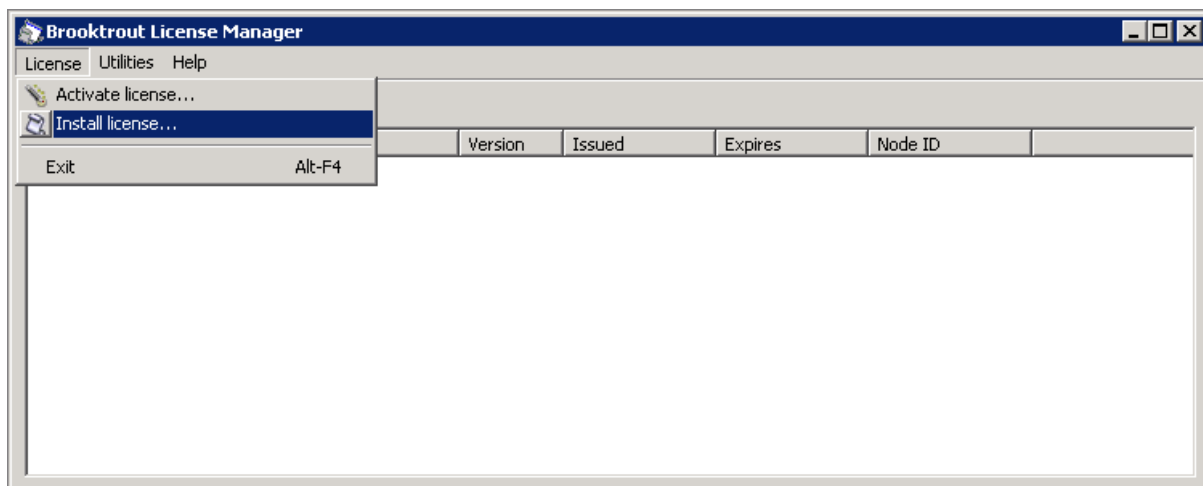 Brooktrout License Manager
License Utilities Help
Activate license...
Install license...
Version Issued Expires Node ID
Exit Alt-F4